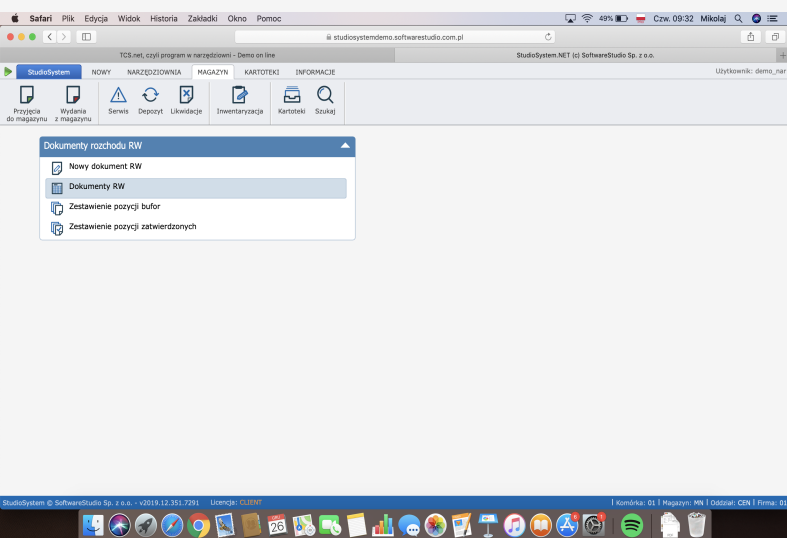 Safari Plik Edycja Widok Historia Zakładki Okno Pomoc 49% Czw. 09:32 Mikołaj
studiosystemdemo.softwarestudio.com.pl
TCS.net, czyli program w narzędziowni - Demo on line
StudioSystem.NET (c) SoftwareStudio Sp. z o.o.
StudioSystem NOWY NARZĘDZIOWNIA MAGAZYN KARTOTEKI INFORMACJE Użytkownik: demo_nar
Przyjęcia do magazynu
Wydania z magazynu
Serwis
Depozyt
Likwidacje
Inwentaryzacja
Kartoteki
Szukaj
Dokumenty rozchodu RW
Nowy dokument RW
Dokumenty RW
Zestawienie pozycji bufor
Zestawienie pozycji zatwierdzonych
StudioSystem © SoftwareStudio Sp. z o.o. - v2019.12.351.7291 Licencja: CLIENT | Komórka: 01 | Magazyn: MN | Oddział: CEN | Firma: 01
26